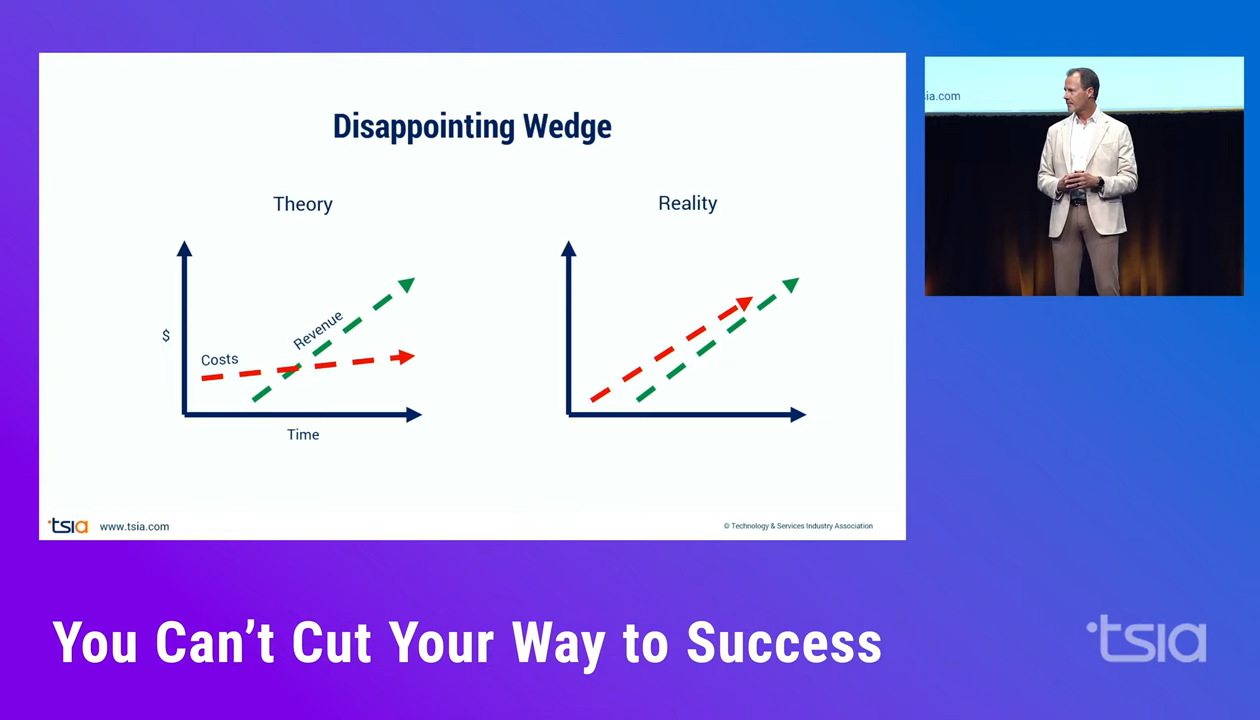 Disappointing Wedge
Theory
Reality
$
Costs
Revenue
Time
tsia www.tsia.com
© Technology & Services Industry Association
sia.com
You Can't Cut Your Way to Success
tsia